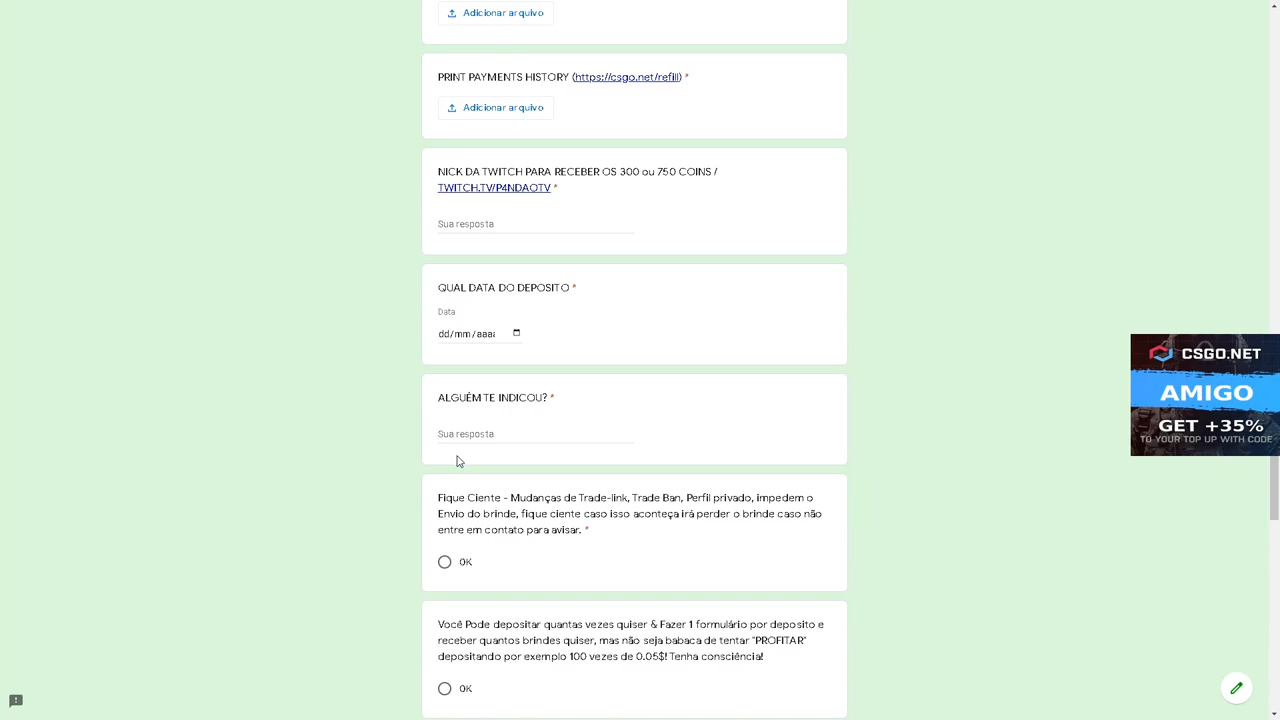 Adicionar arquivo
PRINT PAYMENTS HISTORY (https://csgo.net/refill) *
Adicionar arquivo
NICK DA TWITCH PARA RECEBER OS 300 ou 750 COINS /
TWITCH.TV/P4NDAOTV *
Sua resposta
QUAL DATA DO DEPOSITO *
Data
dd/mm/aaaa
ALGUÉM TE INDICOU? *
Sua resposta
Fique Ciente - Mudanças de Trade-link, Trade Ban, Perfil privado, impedem o
Envio do brinde, fique ciente caso isso aconteça irá perder o brinde caso não
entre em contato para avisar. *
OK
Você Pode depositar quantas vezes quiser & Fazer 1 formulário por deposito e
receber quantos brindes quiser, mas não seja babaca de tentar "PROFITAR"
depositando por exemplo 100 vezes de 0.05$! Tenha consciência!
OK
CSGO.NET
AMIGO
GET +35%
TO YOUR TOP UP WITH CODE